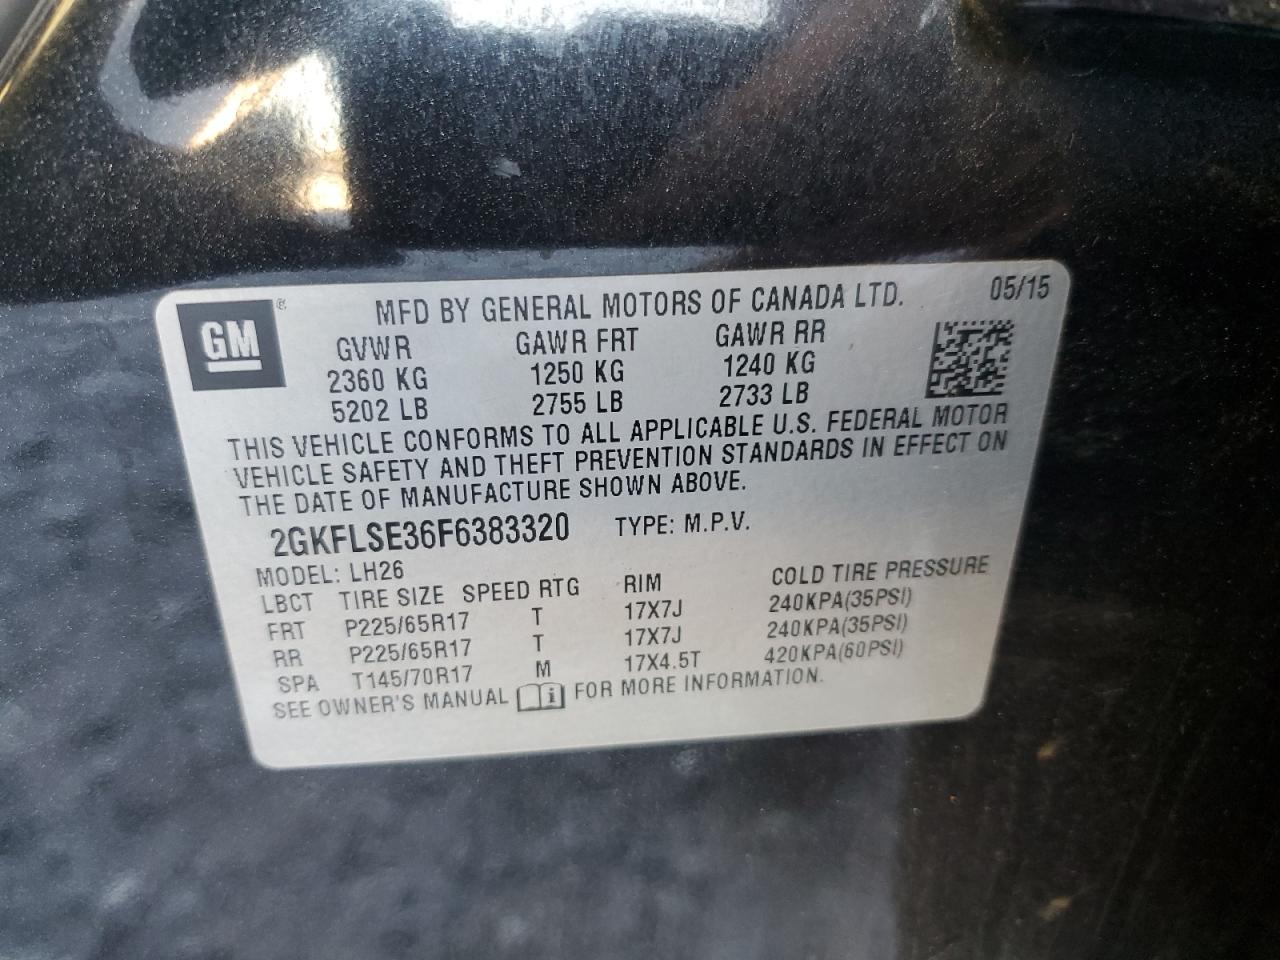 GM ®
MFD BY GENERAL MOTORS OF CANADA LTD. 05/15
GVWR GAWR FRT GAWR RR
2360 KG 1250 KG 1240 KG
5202 LB 2755 LB 2733 LB
THIS VEHICLE CONFORMS TO ALL APPLICABLE U.S. FEDERAL MOTOR
VEHICLE SAFETY AND THEFT PREVENTION STANDARDS IN EFFECT ON
THE DATE OF MANUFACTURE SHOWN ABOVE.
2GKFLSE36F6383320 TYPE: M.P.V.
MODEL: LH26
LBCT TIRE SIZE SPEED RTG RIM COLD TIRE PRESSURE
FRT P225/65R17 T 17X7J 240KPA(35PSI)
RR P225/65R17 T 17X7J 240KPA(35PSI)
SPA T145/70R17 M 17X4.5T 420KPA(60PSI)
SEE OWNER'S MANUAL i FOR MORE INFORMATION.